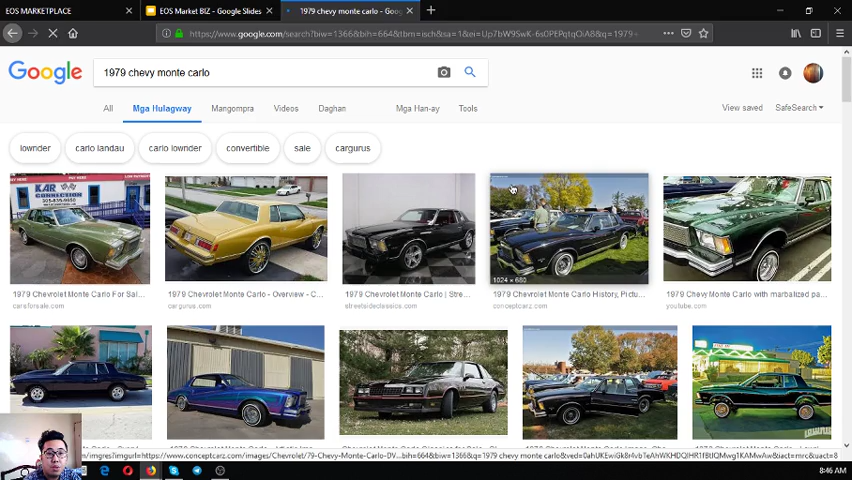 EOS MARKETPLACE
EOS Market BIZ - Google Slides
1979 chevy monte carlo - Goo
https://www.google.com/search?biw=1366&bih=664&tbm=isch&sa=1&ei=Up7bW9SwK-6s0PEPqtqOiA8&q=1979+
Google
1979 chevy monte carlo
All
Mga Hulagway
Mangompra
Videos
Daghan
Mga Han-ay
Tools
View saved
SafeSearch
lowrider
carlo landau
carlo lowrider
convertible
sale
cargurus
KAR
CONNECTION
1024 × 680
1979 Chevrolet Monte Carlo For Sal...
carsforsale.com
1979 Chevrolet Monte Carlo - Overview - C...
cargurus.com
1979 Chevrolet Monte Carlo | Stre...
streetsideclassics.com
1979 Chevrolet Monte Carlo History, Pictu...
conceptcarz.com
1979 Chevy Monte Carlo with marbalized pa...
youtube.com
8:46 AM